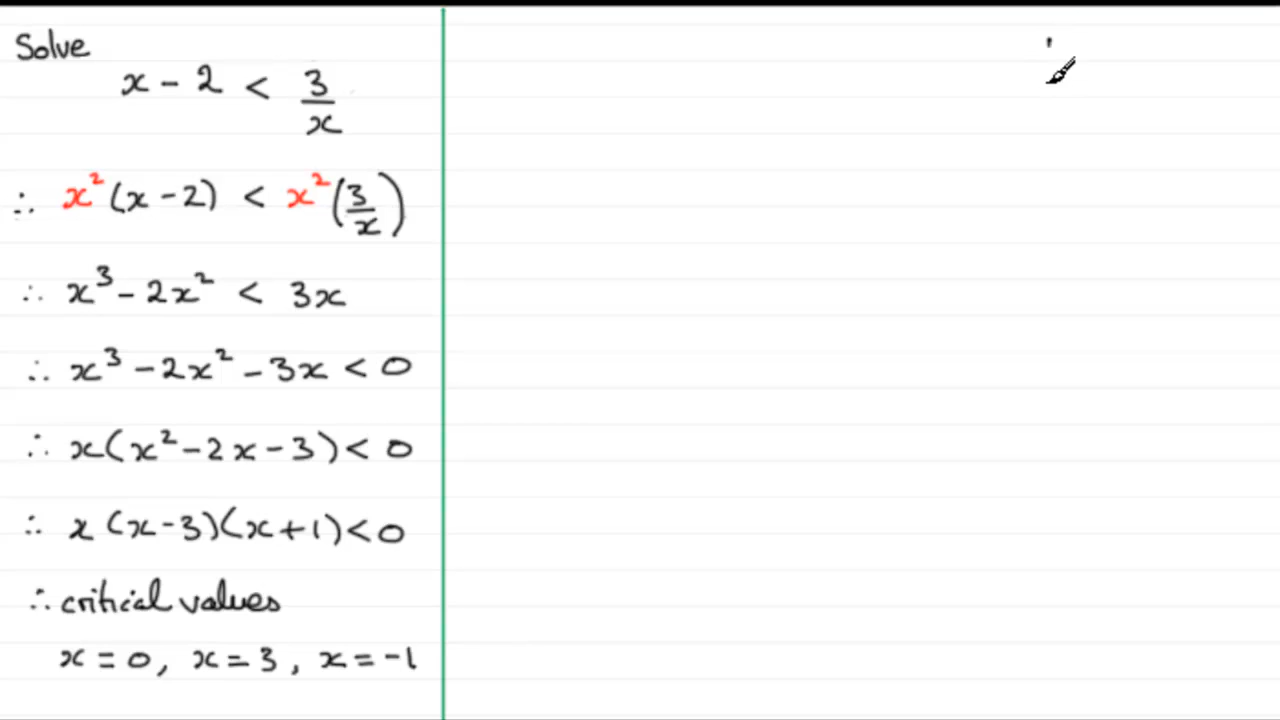 Solve
x - 2 < 3/x
∴ x²(x - 2) < x²(3/x)
∴ x³ - 2x² < 3x
∴ x³ - 2x² - 3x < 0
∴ x(x² - 2x - 3) < 0
∴ x(x - 3)(x + 1) < 0
∴ critical values
x = 0, x = 3, x = -1